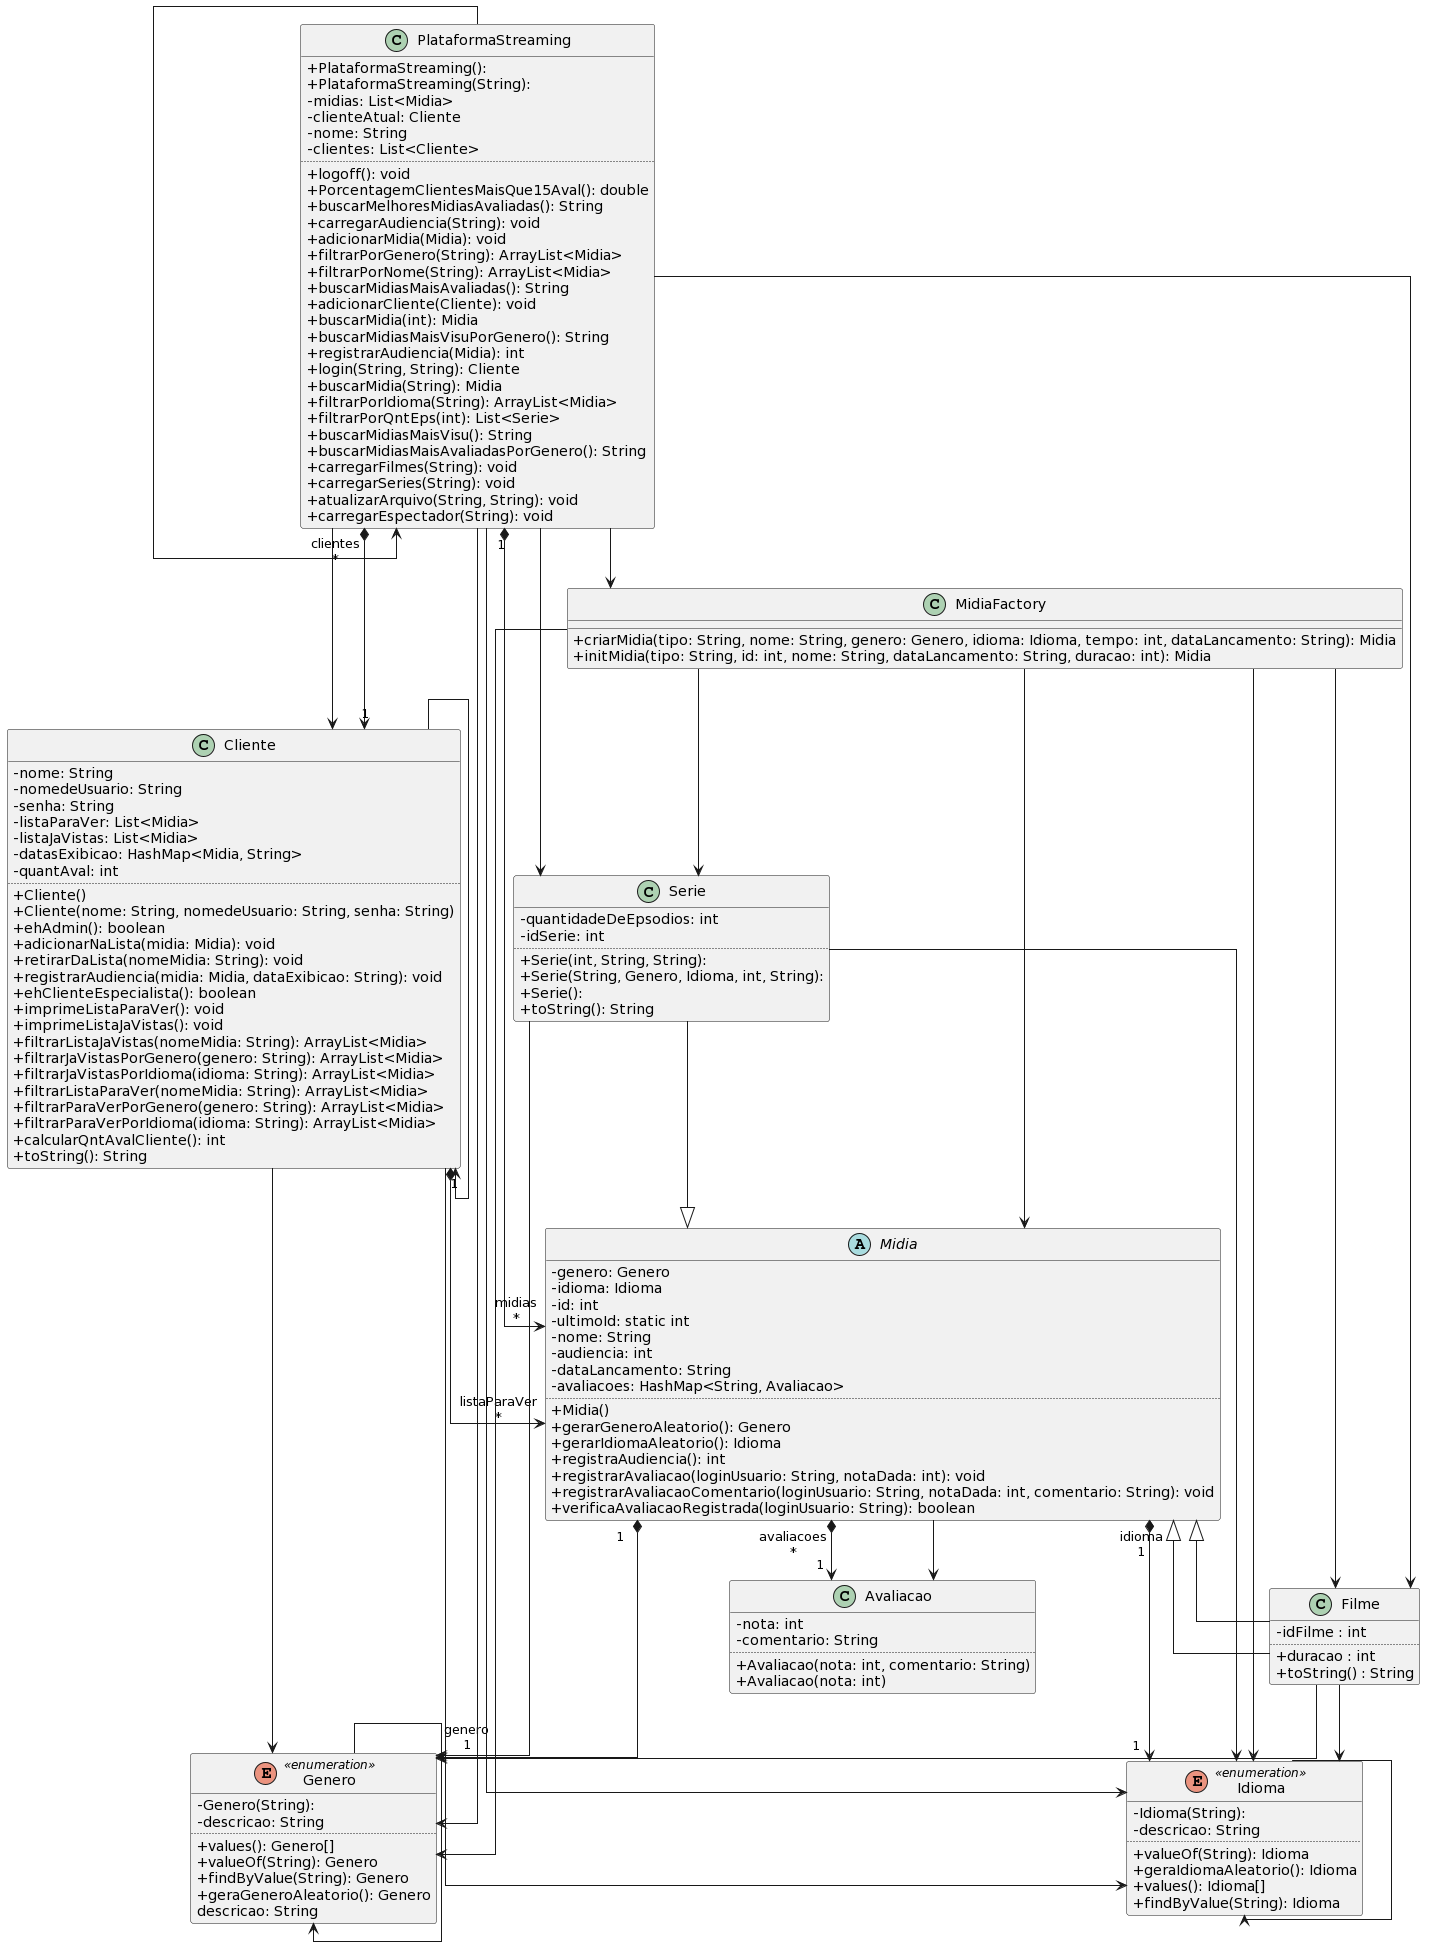 C PlataformaStreaming
+PlataformaStreaming():
+PlataformaStreaming(String):
-midias: List<Midia>
-clienteAtual: Cliente
-nome: String
-clientes: List<Cliente>
+logoff(): void
+PorcentagemClientesMaisQue15Aval(): double
+buscarMelhoresMidiasAvaliadas(): String
+carregarAudiencia(String): void
+adicionarMidia(Midia): void
+filtrarPorGenero(String): ArrayList<Midia>
+filtrarPorNome(String): ArrayList<Midia>
+buscarMidiasMaisAvaliadas(): String
+adicionarCliente(Cliente): void
+buscarMidia(int): Midia
+buscarMidiasMaisVisuPorGenero(): String
+registrarAudiencia(Midia): int
+login(String, String): Cliente
+buscarMidia(String): Midia
+filtrarPorIdioma(String): ArrayList<Midia>
+filtrarPorQntEps(int): List<Serie>
+buscarMidiasMaisVisu(): String
+buscarMidiasMaisAvaliadasPorGenero(): String
+carregarFilmes(String): void
+carregarSeries(String): void
+atualizarArquivo(String, String): void
+carregarEspectador(String): void
clientes
*
1
C MidiaFactory
+criarMidia(tipo: String, nome: String, genero: Genero, idioma: Idioma, tempo: int, dataLancamento: String): Midia
+initMidia(tipo: String, id: int, nome: String, dataLancamento: String, duracao: int): Midia
1
C Cliente
-nome: String
-nomedeUsuario: String
-senha: String
-listaParaVer: List<Midia>
-listaJaVistas: List<Midia>
-datasExibicao: HashMap<Midia, String>
-quantAval: int
+Cliente()
+Cliente(nome: String, nomedeUsuario: String, senha: String)
+ehAdmin(): boolean
+adicionarNaLista(midia: Midia): void
+retirarDaLista(nomeMidia: String): void
+registrarAudiencia(midia: Midia, dataExibicao: String): void
+ehClienteEspecialista(): boolean
+imprimeListaParaVer(): void
+imprimeListaJaVistas(): void
+filtrarListaJaVistas(nomeMidia: String): ArrayList<Midia>
+filtrarJaVistasPorGenero(genero: String): ArrayList<Midia>
+filtrarJaVistasPorIdioma(idioma: String): ArrayList<Midia>
+filtrarListaParaVer(nomeMidia: String): ArrayList<Midia>
+filtrarParaVerPorGenero(genero: String): ArrayList<Midia>
+filtrarParaVerPorIdioma(idioma: String): ArrayList<Midia>
+calcularQntAvalCliente(): int
+toString(): String
1
C Serie
-quantidadeDeEpsodios: int
-idSerie: int
+Serie(int, String, String):
+Serie(String, Genero, Idioma, int, String):
+Serie():
+toString(): String
midias
*
listaParaVer
*
A Midia
-genero: Genero
-idioma: Idioma
-id: int
-ultimoId: static int
-nome: String
-audiencia: int
-dataLancamento: String
-avaliacoes: HashMap<String, Avaliacao>
+Midia()
+gerarGeneroAleatorio(): Genero
+gerarIdiomaAleatorio(): Idioma
+registraAudiencia(): int
+registrarAvaliacao(loginUsuario: String, notaDada: int): void
+registrarAvaliacaoComentario(loginUsuario: String, notaDada: int, comentario: String): void
+verificaAvaliacaoRegistrada(loginUsuario: String): boolean
1
avaliacoes
*
1
idioma
1
C Avaliacao
-nota: int
-comentario: String
+Avaliacao(nota: int, comentario: String)
+Avaliacao(nota: int)
C Filme
-idFilme : int
+duracao : int
+toString() : String
genero
1
1
E «enumeration»
Genero
-Genero(String):
-descricao: String
+values(): Genero[]
+valueOf(String): Genero
+findByValue(String): Genero
+geraGeneroAleatorio(): Genero
descricao: String
E «enumeration»
Idioma
-Idioma(String):
-descricao: String
+valueOf(String): Idioma
+geraIdiomaAleatorio(): Idioma
+values(): Idioma[]
+findByValue(String): Idioma